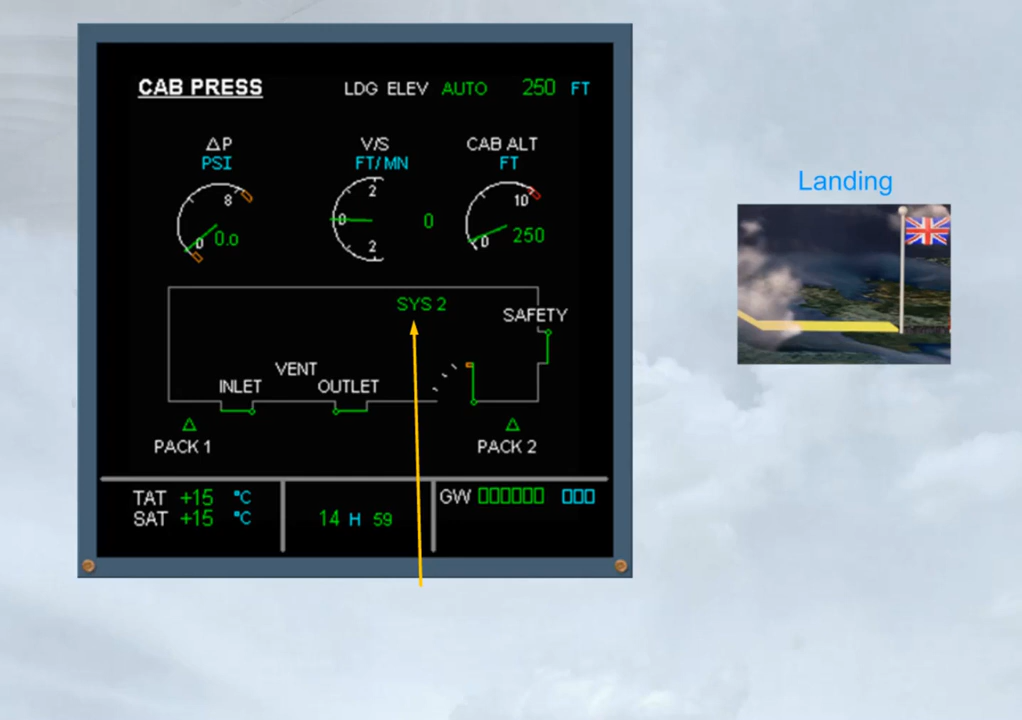 CAB PRESS LDG ELEV AUTO 250 FT
ΔP V/S CAB ALT
PSI FT/MN FT
8 2 10
0 0.0 0 0 0 250
2
SYS 2
SAFETY
VENT
INLET OUTLET
PACK 1 PACK 2
TAT +15 °C GW
SAT +15 °C 14 H 59
Landing